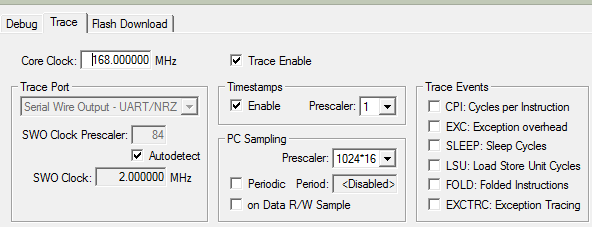 Debug Trace Flash Download
Core Clock: 168.000000 MHz Trace Enable
Trace Port
Serial Wire Output - UART/NRZ
SWO Clock Prescaler: 84
Autodetect
SWO Clock: 2.000000 MHz
Timestamps
Enable Prescaler: 1
PC Sampling
Prescaler: 1024*16
Periodic Period: <Disabled>
on Data R/W Sample
Trace Events
CPI: Cycles per Instruction
EXC: Exception overhead
SLEEP: Sleep Cycles
LSU: Load Store Unit Cycles
FOLD: Folded Instructions
EXCTRC: Exception Tracing